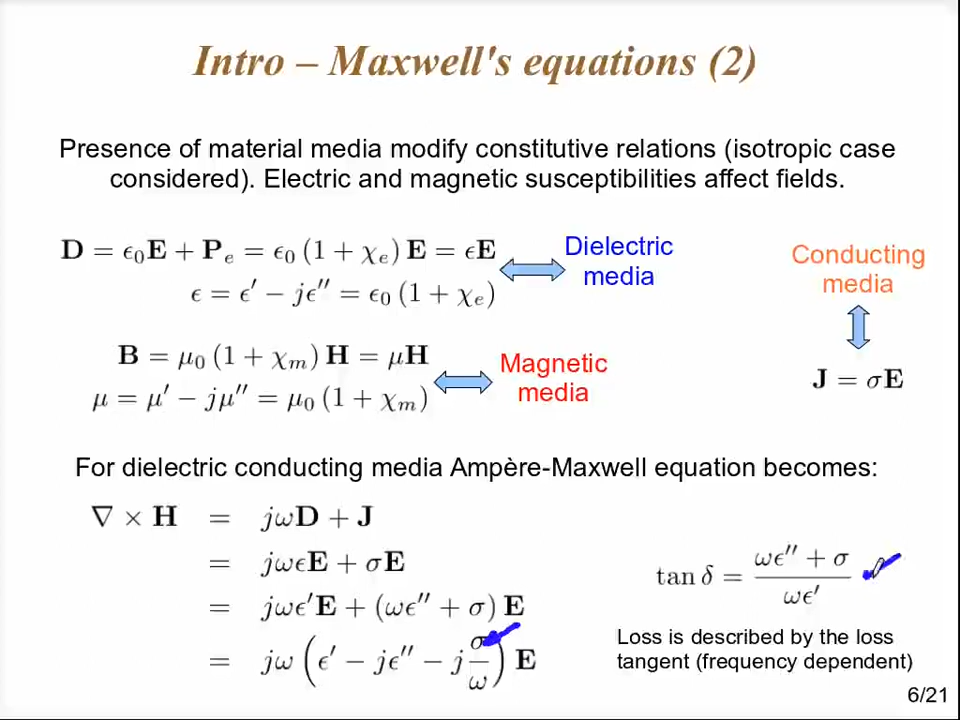 Intro – Maxwell's equations (2)
Presence of material media modify constitutive relations (isotropic case
considered). Electric and magnetic susceptibilities affect fields.
D = ϵ₀E + Pₑ = ϵ₀ (1 + χₑ) E = ϵE
ϵ = ϵ′ − jϵ″ = ϵ₀ (1 + χₑ)
Dielectric
media
B = μ₀ (1 + χₘ) H = μH
μ = μ′ − jμ″ = μ₀ (1 + χₘ)
Magnetic
media
Conducting
media
J = σE
For dielectric conducting media Ampère-Maxwell equation becomes:
∇ × H = jωD + J
= jωϵE + σE
= jωϵ′E + (ωϵ″ + σ) E
= jω (ϵ′ − jϵ″ − j σ/ω) E
tan δ = (ωϵ″ + σ)/(ωϵ′)
Loss is described by the loss
tangent (frequency dependent)
6/21